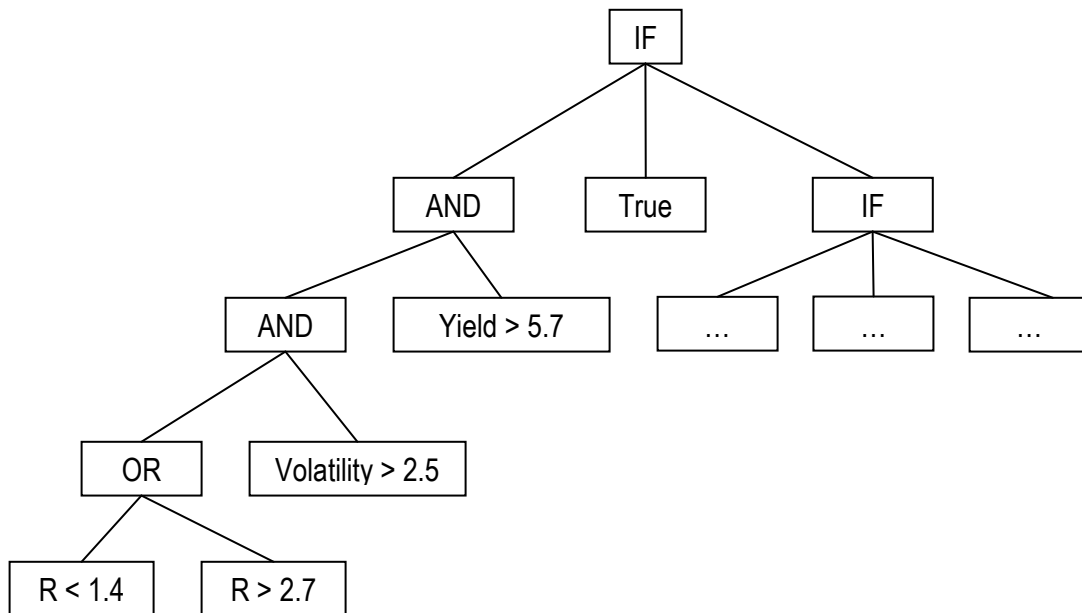 IF
AND
True
IF
AND
Yield > 5.7
…
…
…
OR
Volatility > 2.5
R < 1.4
R > 2.7